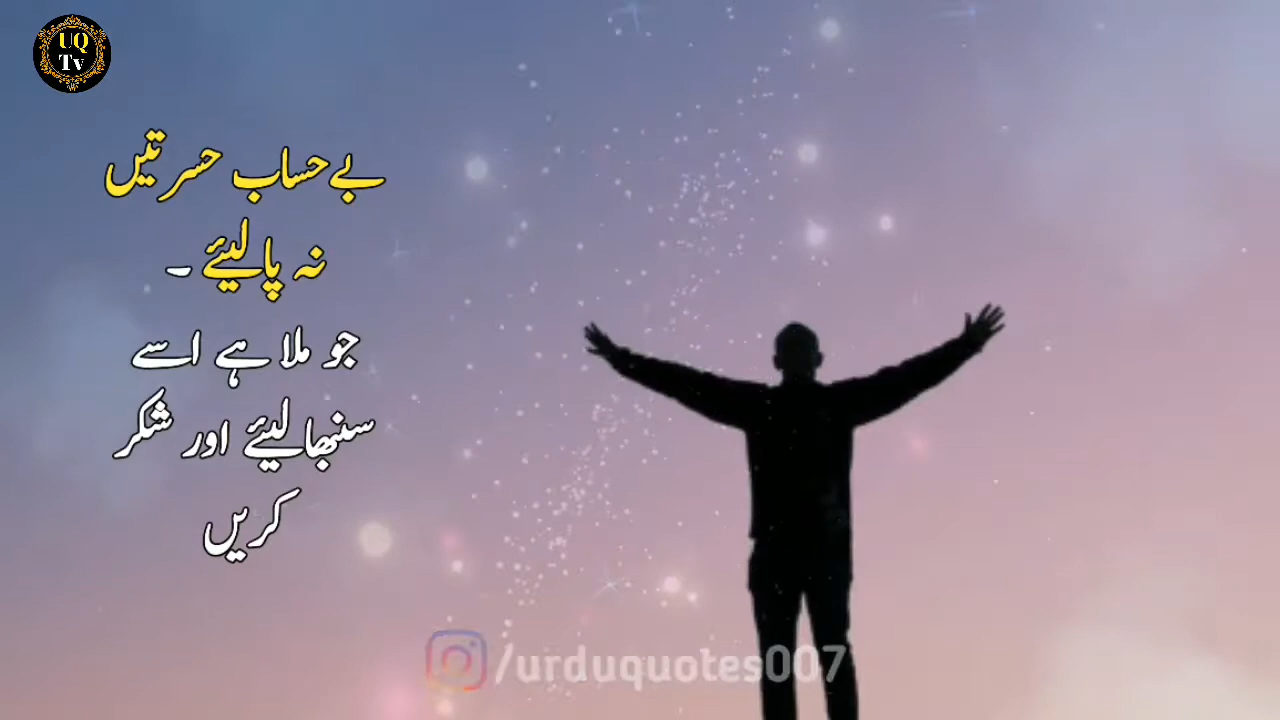 UQ
Tv
بے حساب حسرتیں
نہ پالیئے ۔
جو ملا ہے اسے
سنبھالیئے اور شکر
کریں
/urduquotes007